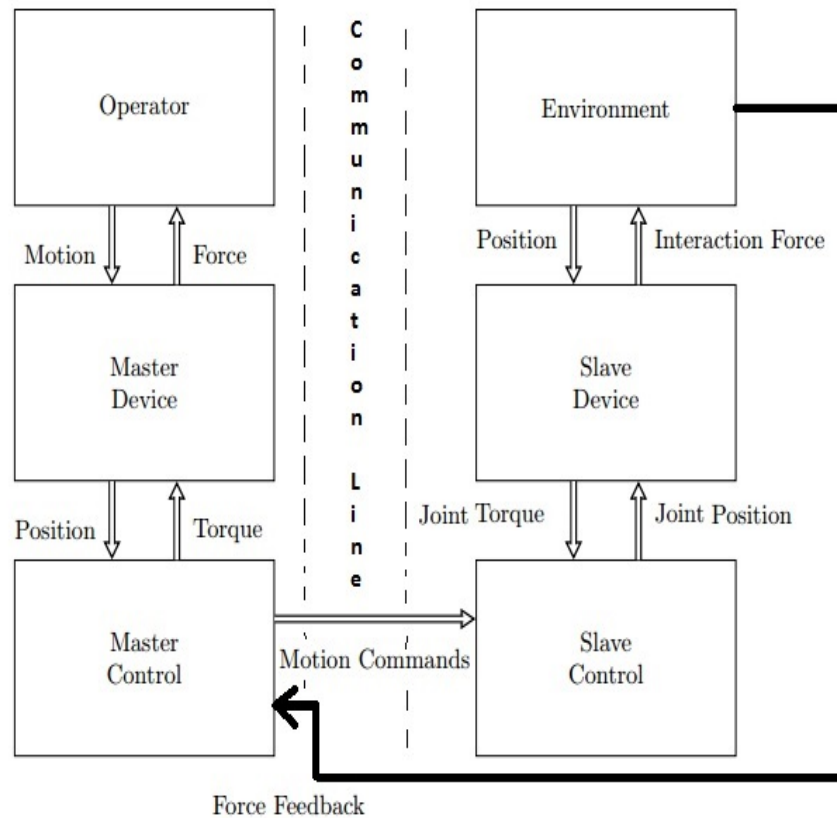 Operator
Communication Line
Environment
Motion
Force
Position
Interaction Force
Master
Device
Slave
Device
Position
Torque
Joint Torque
Joint Position
Master
Control
Motion Commands
Slave
Control
Force Feedback